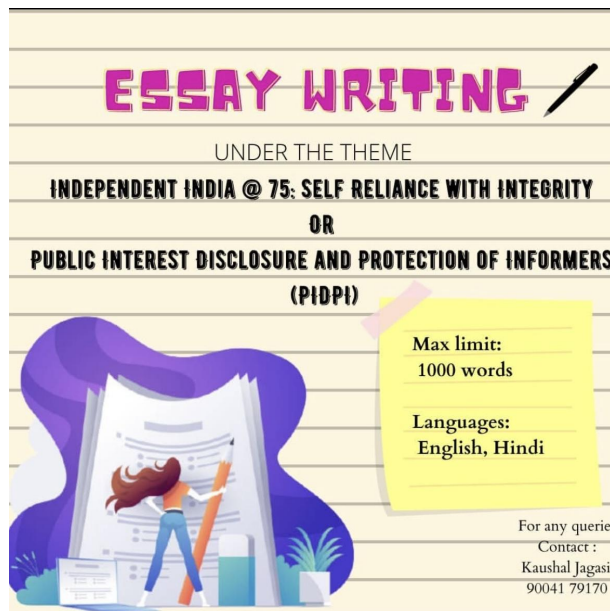 ESSAY WRITING
UNDER THE THEME
INDEPENDENT INDIA @ 75: SELF RELIANCE WITH INTEGRITY
OR
PUBLIC INTEREST DISCLOSURE AND PROTECTION OF INFORMERS
(PIDPI)
Max limit:
1000 words
Languages:
English, Hindi
For any querie
Contact :
Kaushal Jagasi
90041 79170